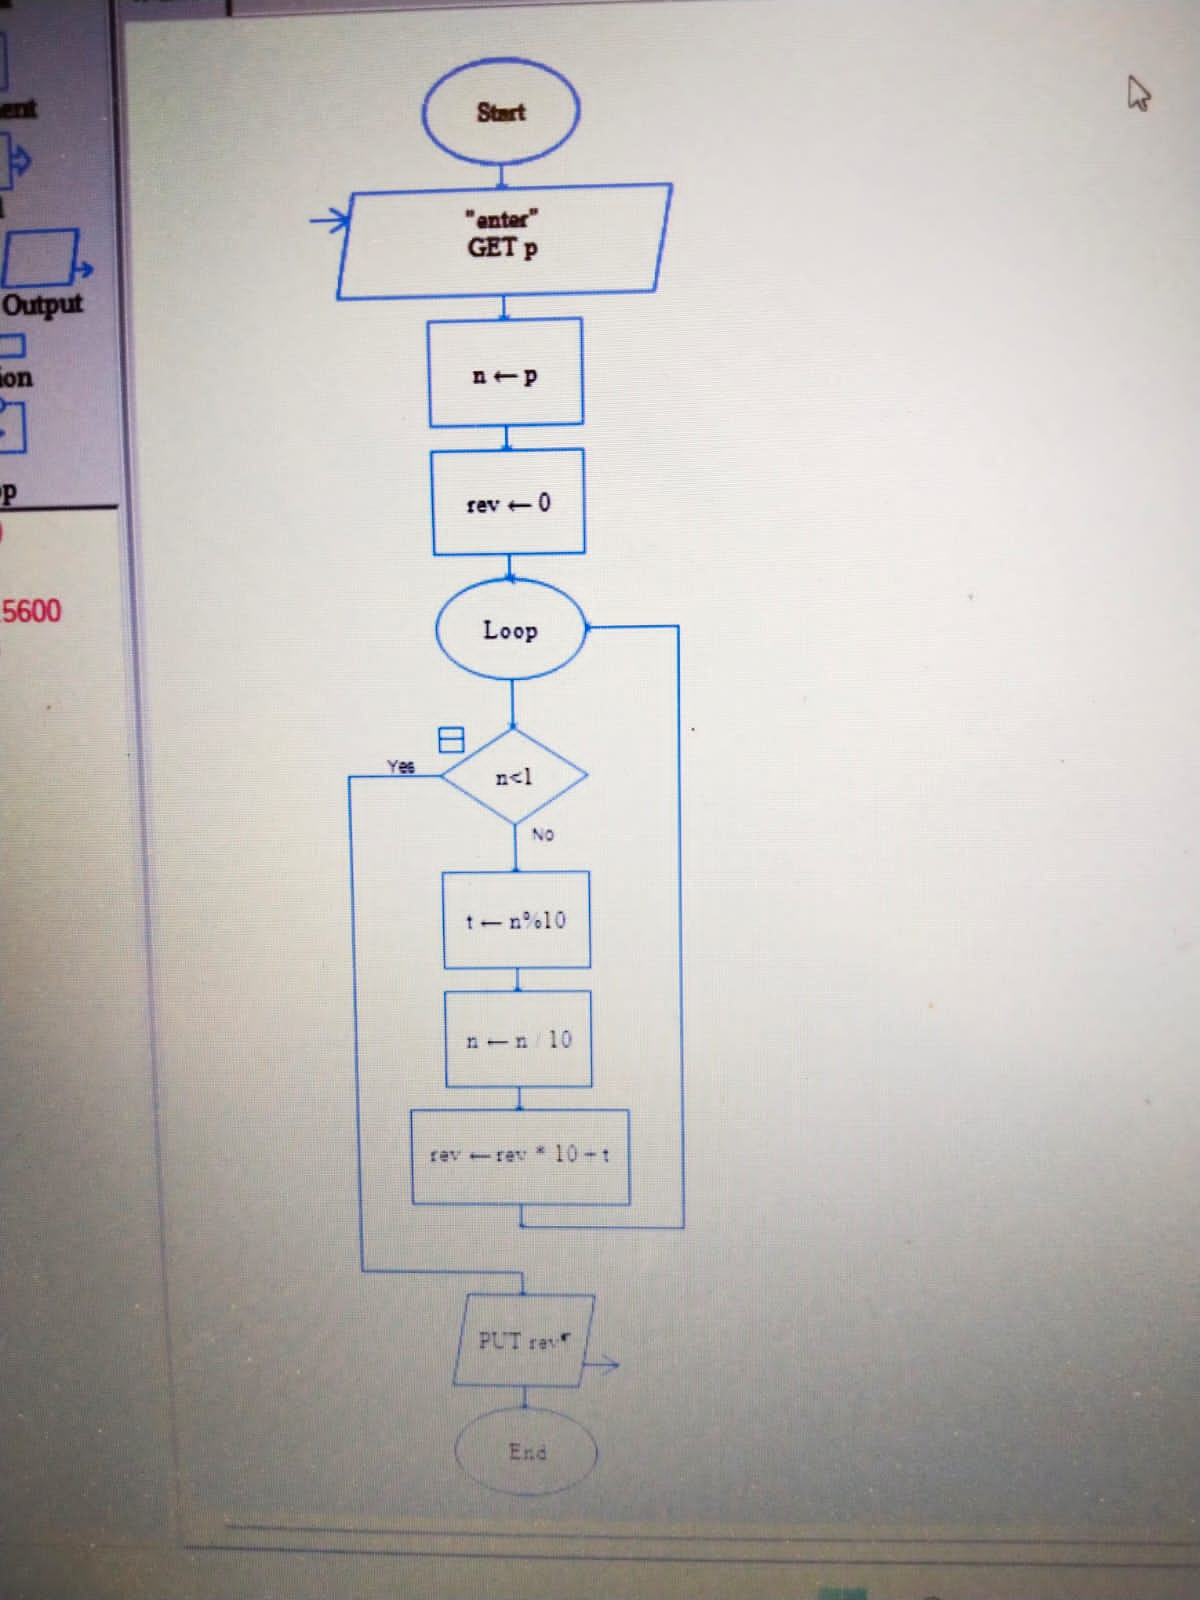 ent
Output
ion
op
5600
Start
"enter"
GET p
n ← p
rev ← 0
Loop
Yes
n<1
No
t ← n%10
n ← n / 10
rev ← rev * 10 + t
PUT rev¶
End